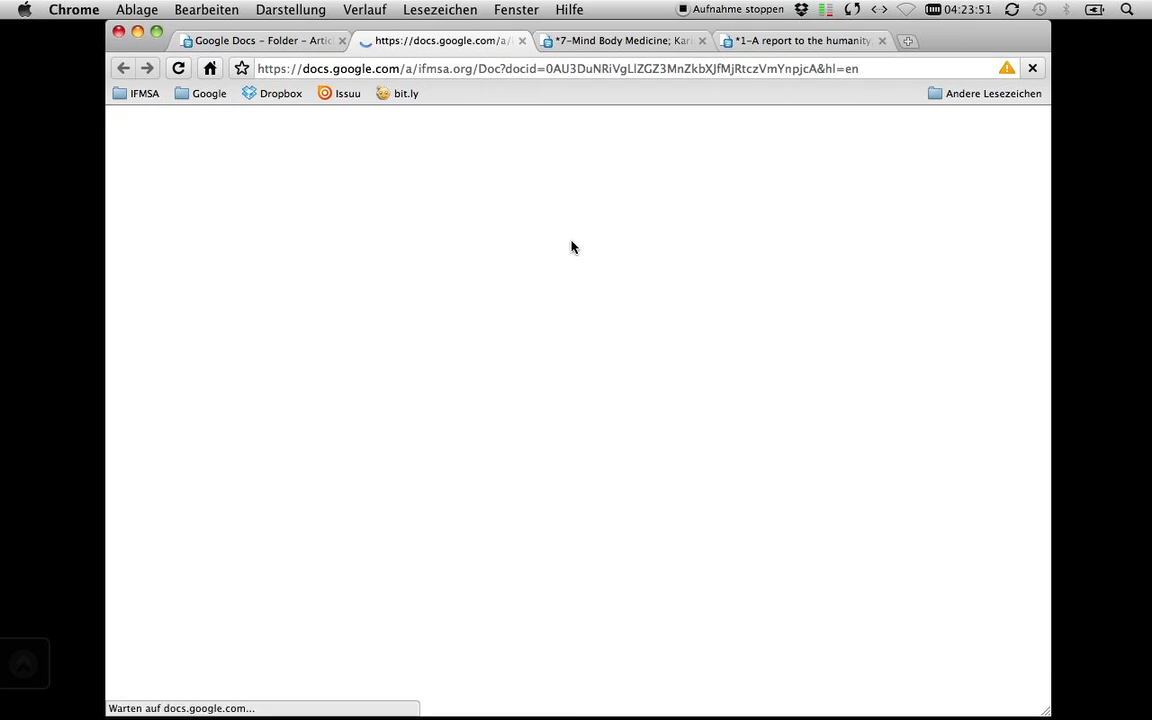 Chrome Ablage Bearbeiten Darstellung Verlauf Lesezeichen Fenster Hilfe Aufnahme stoppen 04:23:51
Google Docs – Folder – Artic https://docs.google.com/a/i *7–Mind Body Medicine; Kari *1–A report to the humanity,
https://docs.google.com/a/ifmsa.org/Doc?docid=0AU3DuNRiVgLlZGZ3MnZkbXJfMjRtczVmYnpjcA&hl=en
IFMSA Google Dropbox Issuu bit.ly Andere Lesezeichen
Warten auf docs.google.com...